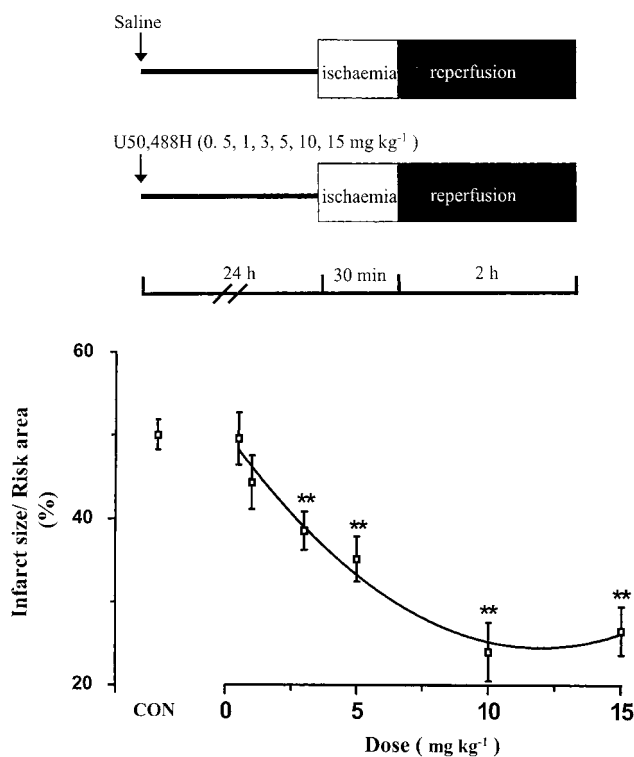 Saline
ischaemia reperfusion
U50,488H (0. 5, 1, 3, 5, 10, 15 mg kg⁻¹ )
ischaemia reperfusion
24 h 30 min 2 h
60
40
20
Infarct size/ Risk area
(%)
**
**
**
**
CON 0 5 10 15
Dose ( mg kg⁻¹ )